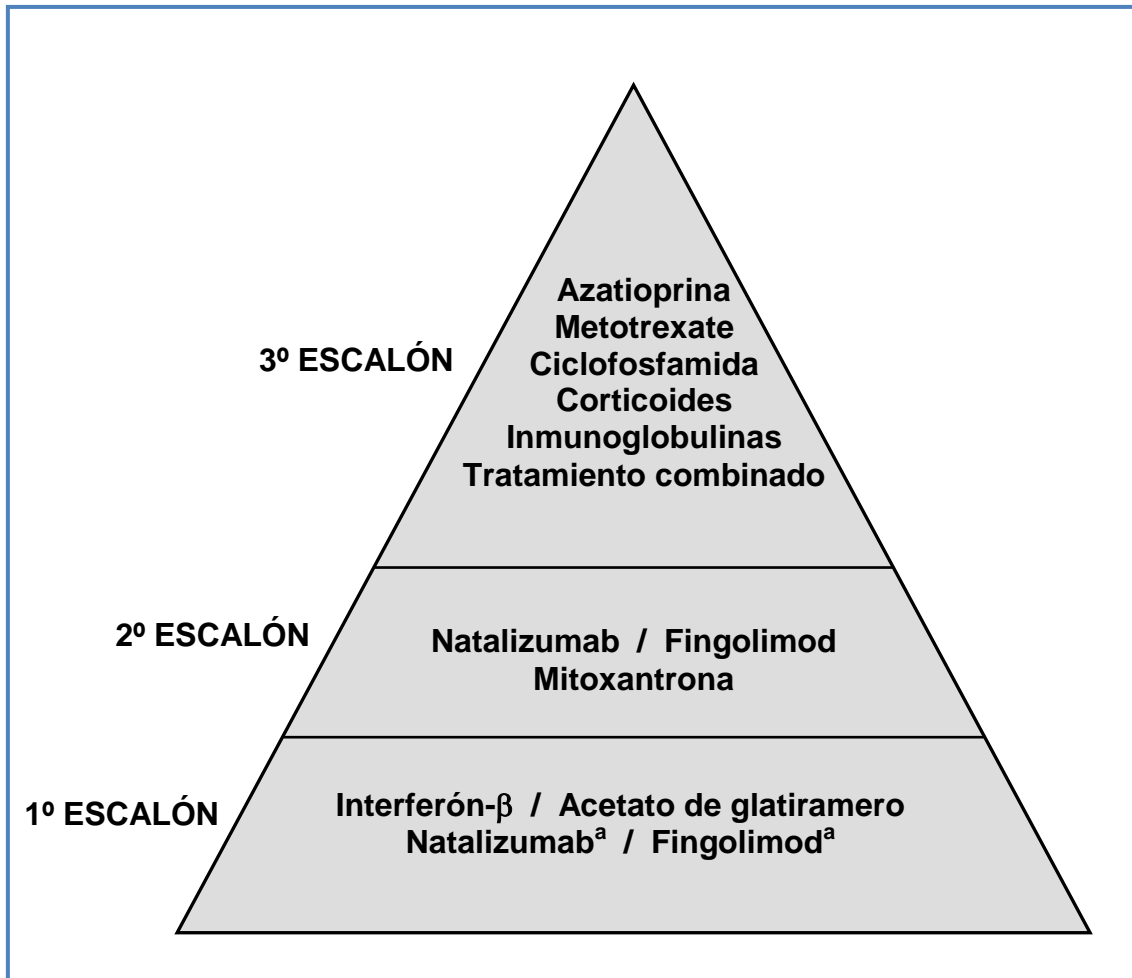 Azatioprina
Metotrexate
3º ESCALÓN
Ciclofosfamida
Corticoides
Inmunoglobulinas
Tratamiento combinado
2º ESCALÓN
Natalizumab / Fingolimod
Mitoxantrona
1º ESCALÓN
Interferón-β / Acetato de glatiramero
Natalizumabᵃ / Fingolimodᵃ